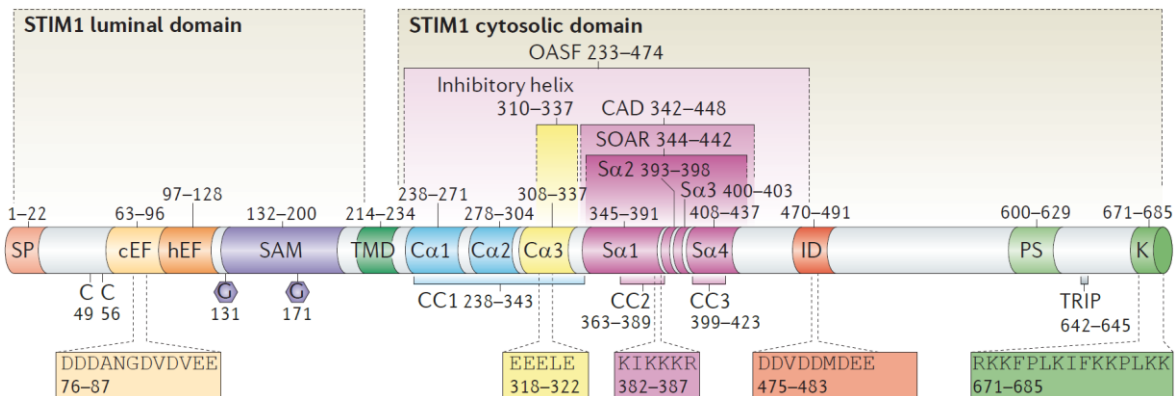 STIM1 luminal domain
STIM1 cytosolic domain
OASF 233–474
Inhibitory helix
310–337
CAD 342–448
SOAR 344–442
Sα2 393–398
Sα3 400–403
97–128
238–271
308–337
1–22
63–96
132–200
214–234
278–304
345–391
408–437
470–491
600–629
671–685
SP
cEF
hEF
SAM
TMD
Cα1
Cα2
Cα3
Sα1
Sα4
ID
PS
K
C
49
C
56
G
131
G
171
CC1 238–343
CC2
363–389
CC3
399–423
TRIP
642–645
DDDANGDVDVEE
76–87
EEELE
318–322
KIKKKR
382–387
DDVDDMDEE
475–483
RKKFPLKIFKKPLKK
671–685